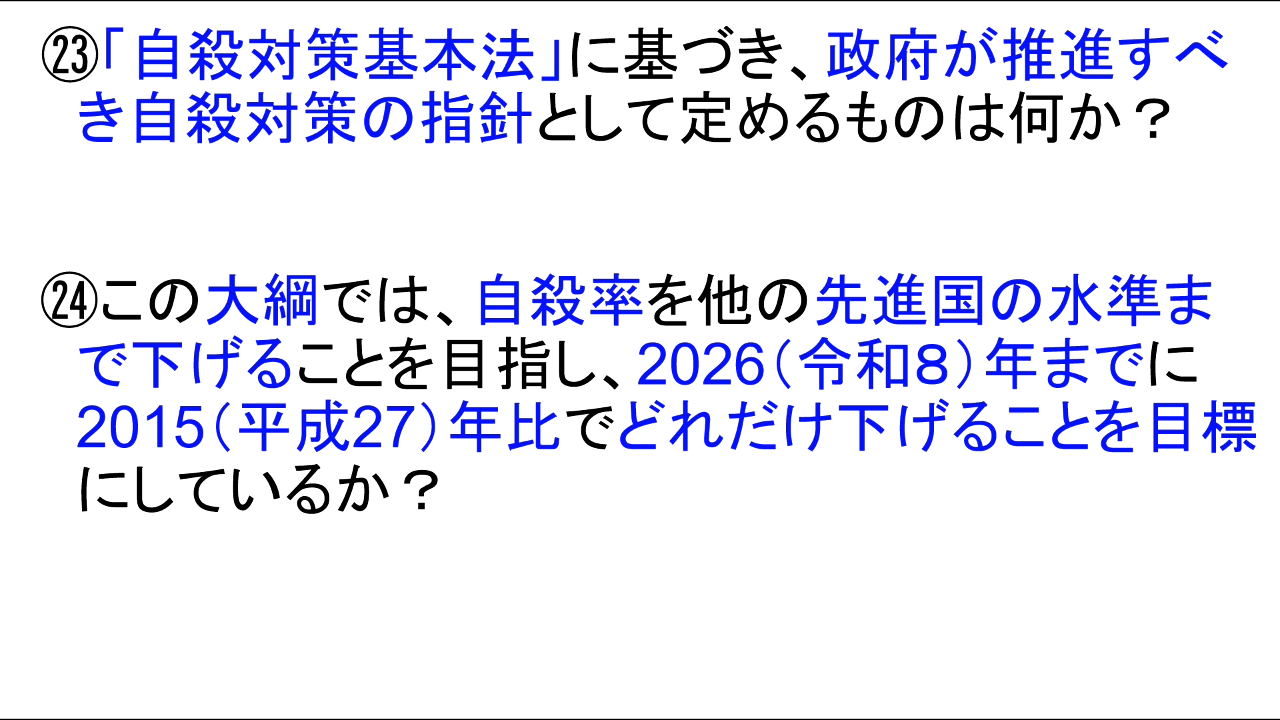 ㉓「自殺対策基本法」に基づき、政府が推進すべ
き自殺対策の指針として定めるものは何か？
㉔この大綱では、自殺率を他の先進国の水準ま
で下げることを目指し、2026（令和８）年までに
2015（平成27）年比でどれだけ下げることを目標
にしているか？